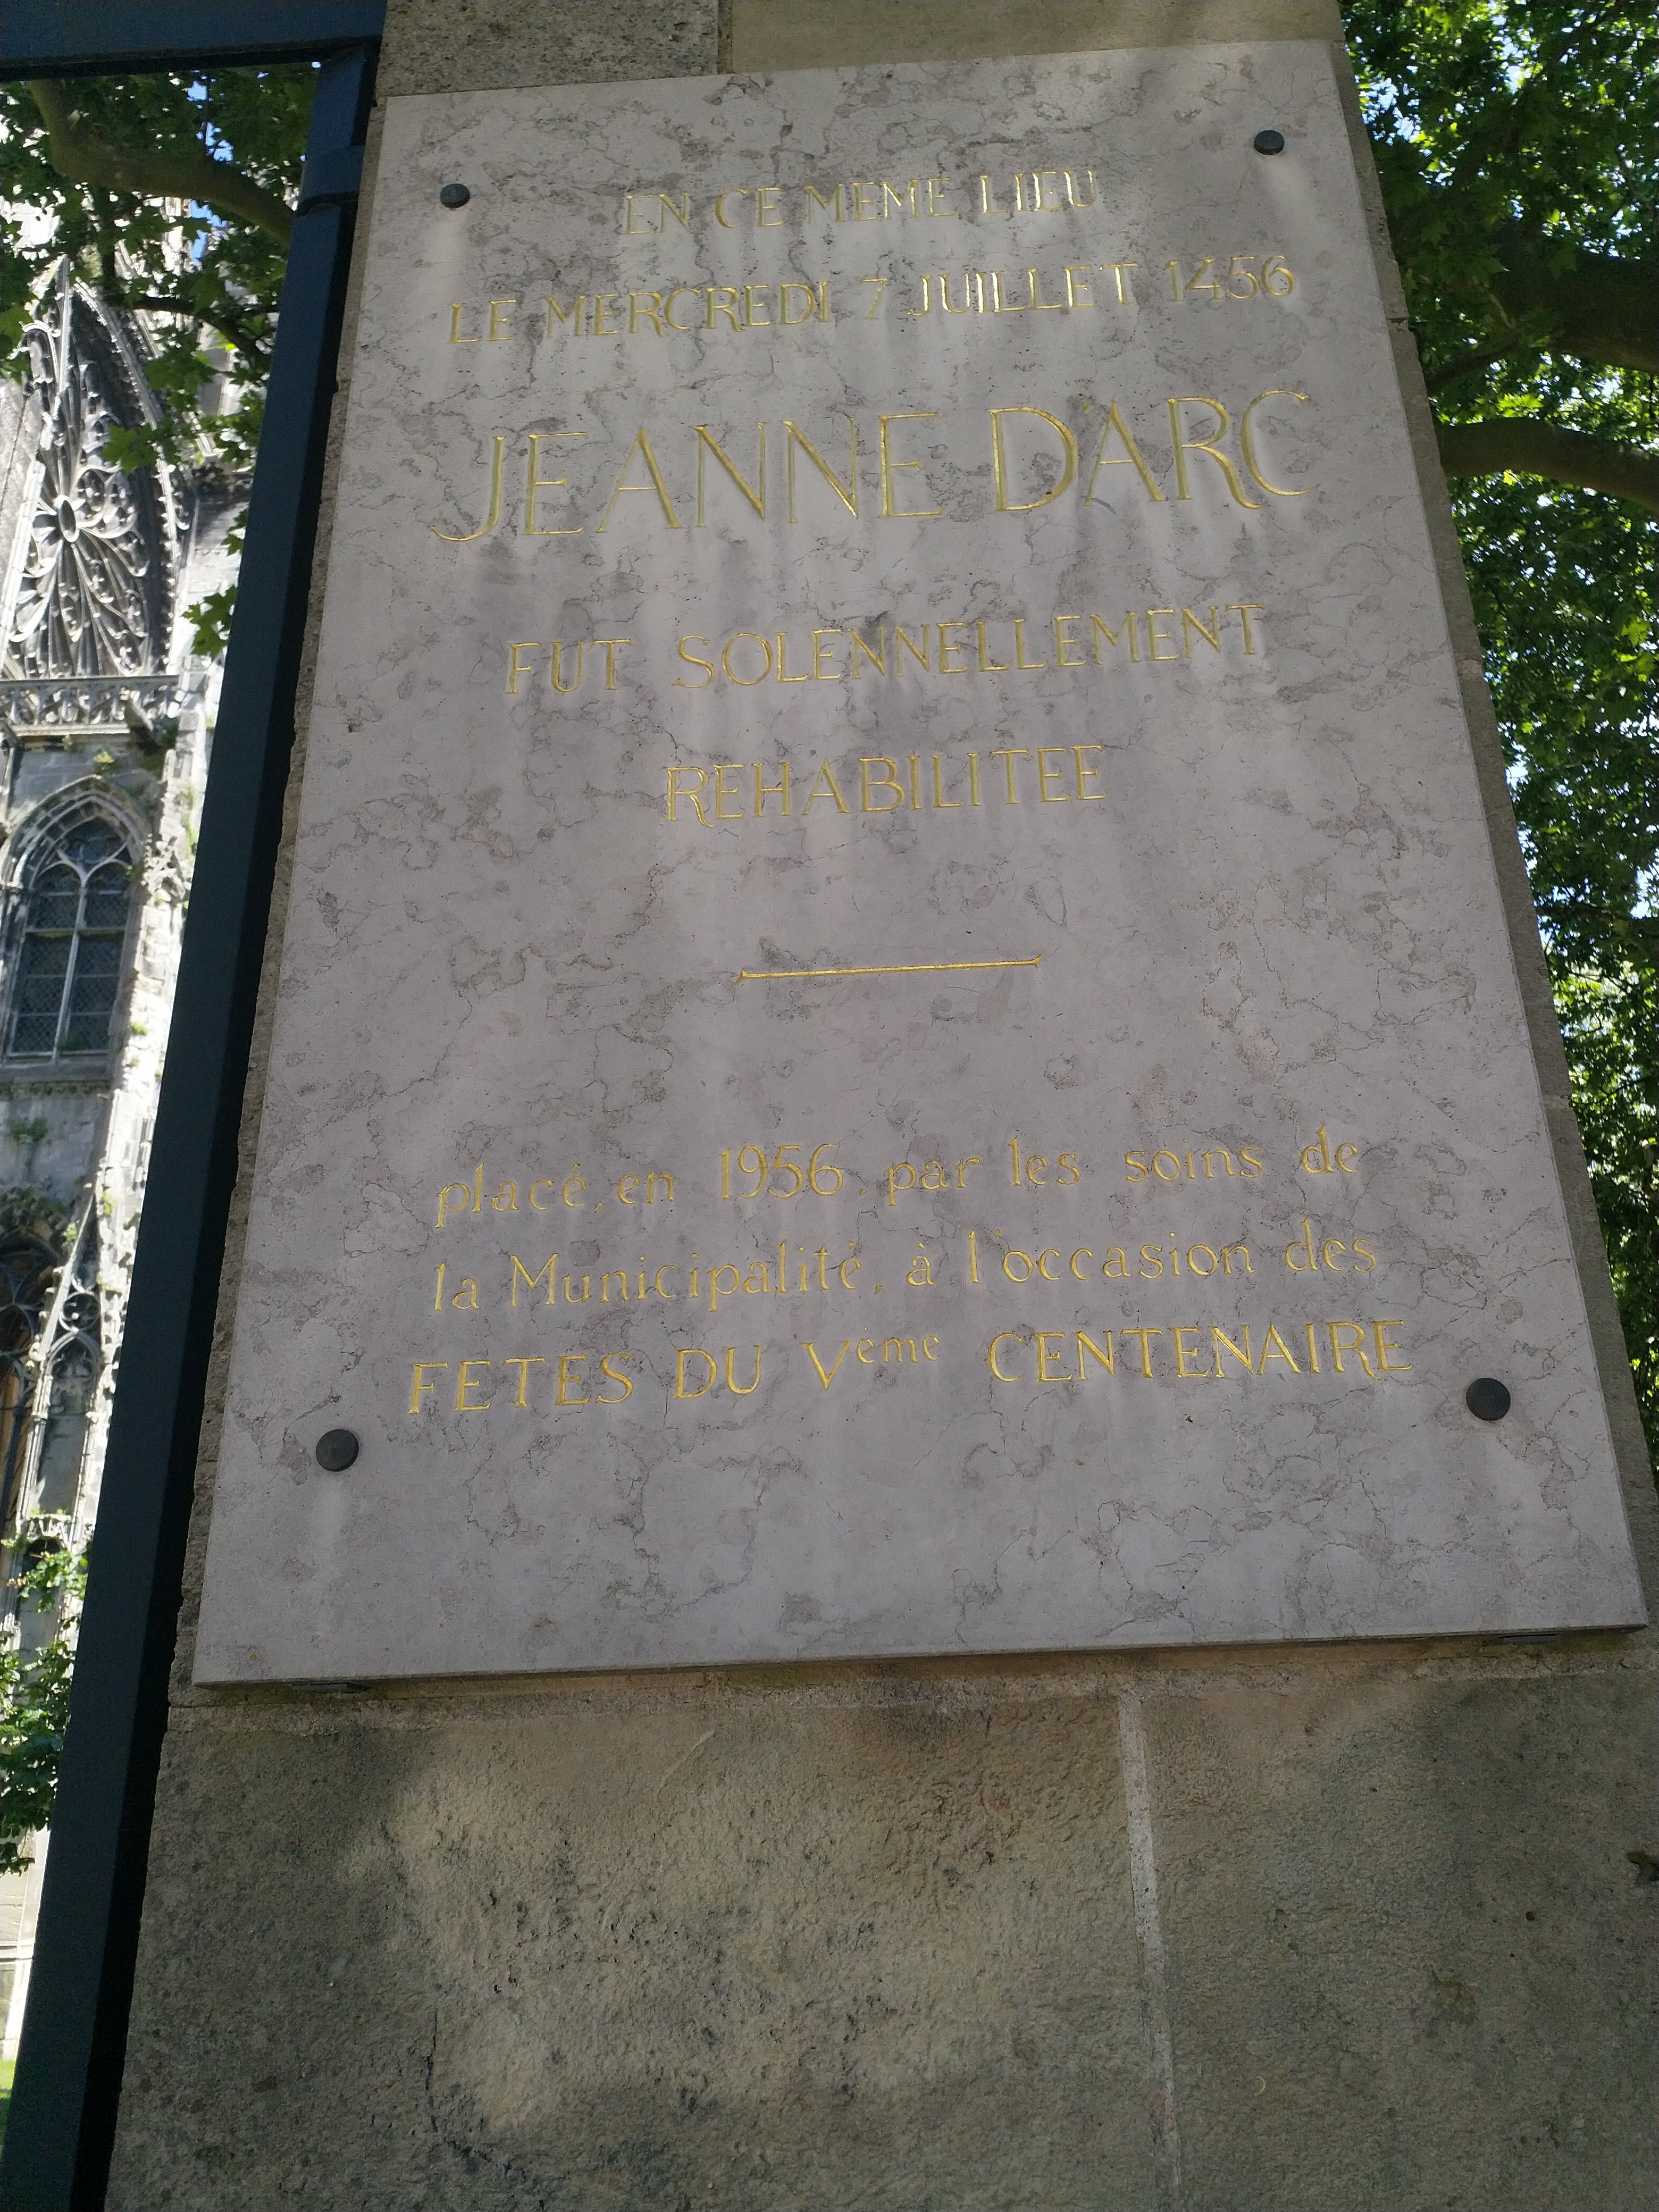 EN CE MEME LIEU
LE MERCREDI 7 JUILLET 1456
JEANNE D'ARC
FUT SOLENNELLEMENT
REHABILITEE
placé, en 1956, par les soins de
la Municipalité, à l'occasion des
FETES DU Vème CENTENAIRE